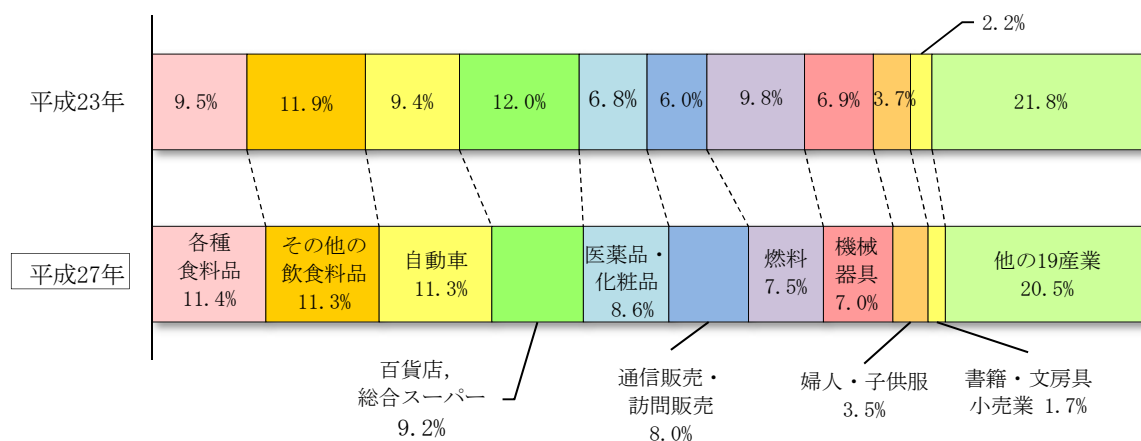 2.2%
平成23年
9.5%
11.9%
9.4%
12.0%
6.8%
6.0%
9.8%
6.9%
3.7%
21.8%
平成27年
各種
食料品
11.4%
その他の
飲食料品
11.3%
自動車
11.3%
医薬品・
化粧品
8.6%
燃料
7.5%
機械
器具
7.0%
他の19産業
20.5%
百貨店,
総合スーパー
9.2%
通信販売・
訪問販売
8.0%
婦人・子供服
3.5%
書籍・文房具
小売業 1.7%